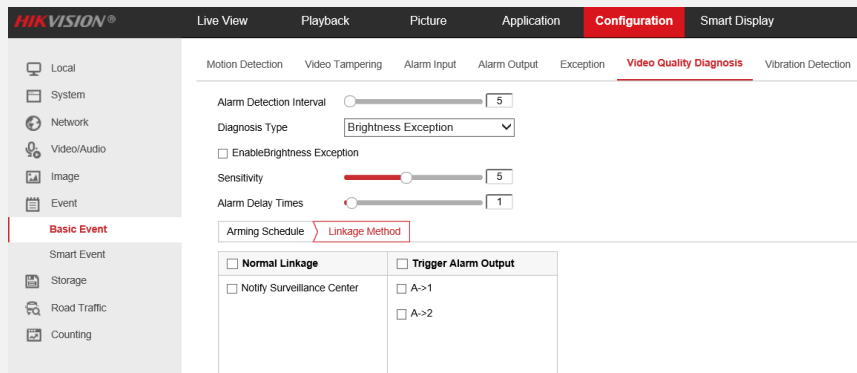 HIKVISION® Live View Playback Picture Application Configuration Smart Display
Local
System
Network
Video/Audio
Image
Event
Basic Event
Smart Event
Storage
Road Traffic
Counting
Motion Detection Video Tampering Alarm Input Alarm Output Exception Video Quality Diagnosis Vibration Detection
Alarm Detection Interval 5
Diagnosis Type Brightness Exception
EnableBrightness Exception
Sensitivity 5
Alarm Delay Times 1
Arming Schedule Linkage Method
Normal Linkage Trigger Alarm Output
Notify Surveillance Center A->1
A->2